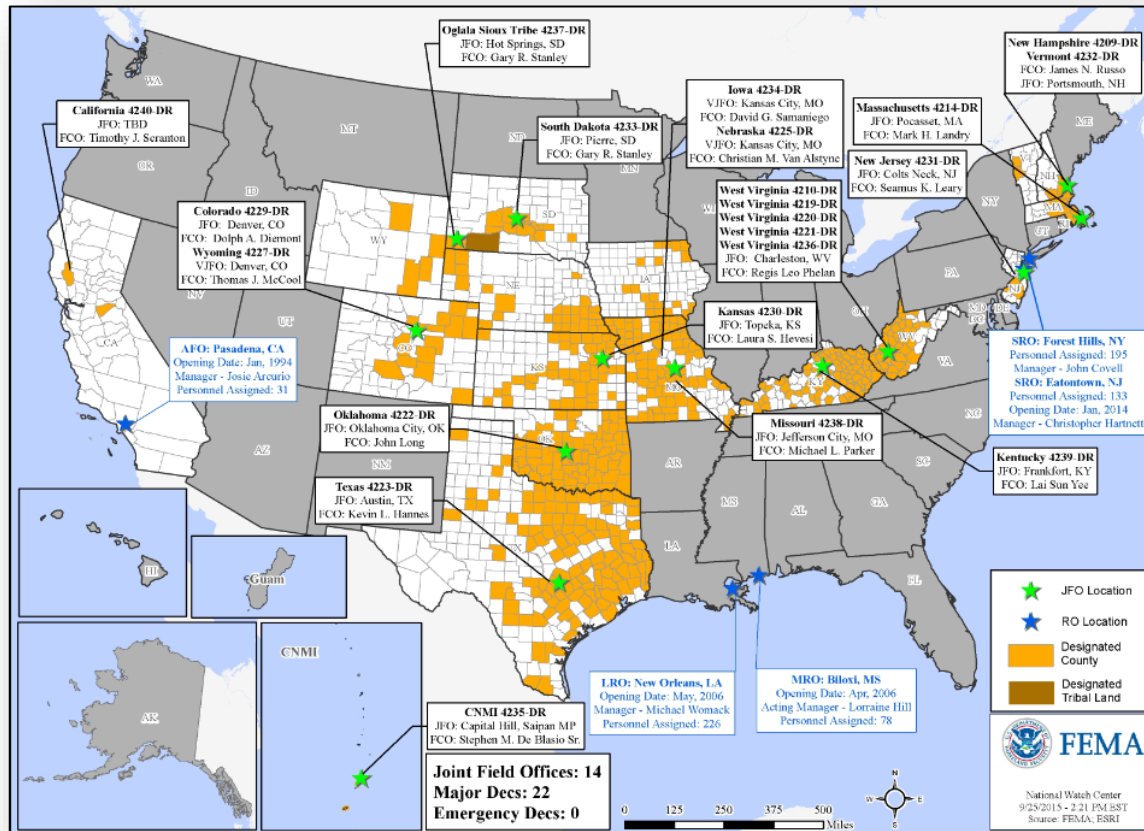 Oglala Sioux Tribe 4237-DR
JFO: Hot Springs, SD
FCO: Gary R. Stanley
New Hampshire 4209-DR
Vermont 4232-DR
FCO: James N. Russo
JFO: Portsmouth, NH
California 4240-DR
JFO: TBD
FCO: Timothy J. Scranton
South Dakota 4233-DR
JFO: Pierre, SD
FCO: Gary R. Stanley
Iowa 4234-DR
VJFO: Kansas City, MO
FCO: David G. Samaniego
Nebraska 4225-DR
VJFO: Kansas City, MO
FCO: Christian M. Van Alstyne
Massachusetts 4214-DR
JFO: Pocasset, MA
FCO: Mark H. Landry
New Jersey 4231-DR
JFO: Colts Neck, NJ
FCO: Seamus K. Leary
West Virginia 4210-DR
West Virginia 4219-DR
West Virginia 4220-DR
West Virginia 4221-DR
West Virginia 4236-DR
JFO: Charleston, WV
FCO: Regis Leo Phelan
Colorado 4229-DR
JFO: Denver, CO
FCO: Dolph A. Diemont
Wyoming 4227-DR
VJFO: Denver, CO
FCO: Thomas J. McCool
Kansas 4230-DR
JFO: Topeka, KS
FCO: Laura S. Hevesi
AFO: Pasadena, CA
Opening Date: Jan, 1994
Manager - Josie Arcurio
Personnel Assigned: 31
SRO: Forest Hills, NY
Personnel Assigned: 195
Manager - John Covell
SRO: Eatontown, NJ
Personnel Assigned: 133
Opening Date: Jan, 2014
Manager - Christopher Hartnett
Oklahoma 4222-DR
JFO: Oklahoma City, OK
FCO: John Long
Missouri 4238-DR
JFO: Jefferson City, MO
FCO: Michael L. Parker
Kentucky 4239-DR
JFO: Frankfort, KY
FCO: Lai Sun Yee
Texas 4223-DR
JFO: Austin, TX
FCO: Kevin L. Hannes
WA
OR
MT
ID
ND
SD
WY
NV
UT
CA
CO
NE
KS
IA
MN
MO
AZ
NM
OK
TX
AR
LA
MS
AL
GA
FL
SC
NC
VA
WV
KY
OH
PA
NY
NJ
MD
DE
DC
CT
RI
MA
VT
NH
ME
HI
Guam
AK
CNMI
CNMI 4235-DR
JFO: Capital Hill, Saipan MP
FCO: Stephen M. De Blasio Sr.
LRO: New Orleans, LA
Opening Date: May, 2006
Manager - Michael Womack
Personnel Assigned: 226
MRO: Biloxi, MS
Opening Date: Apr, 2006
Acting Manager - Lorraine Hill
Personnel Assigned: 78
Joint Field Offices: 14
Major Decs: 22
Emergency Decs: 0
0 125 250 500
Miles
N
W E
S
JFO Location
RO Location
Designated
County
Designated
Tribal Land
FEMA
National Watch Center
9/25/2015 - 2:21 PM EST
Source: FEMA; ESRI